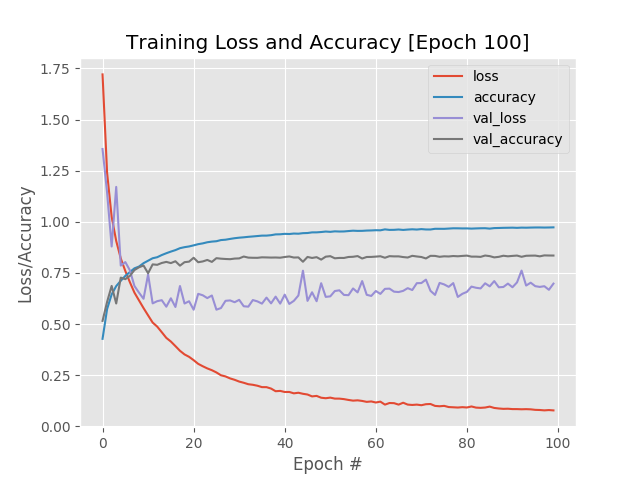 Training Loss and Accuracy [Epoch 100]
loss
accuracy
val_loss
val_accuracy
1.75
1.50
1.25
1.00
0.75
0.50
0.25
0.00
Loss/Accuracy
0 20 40 60 80 100
Epoch #